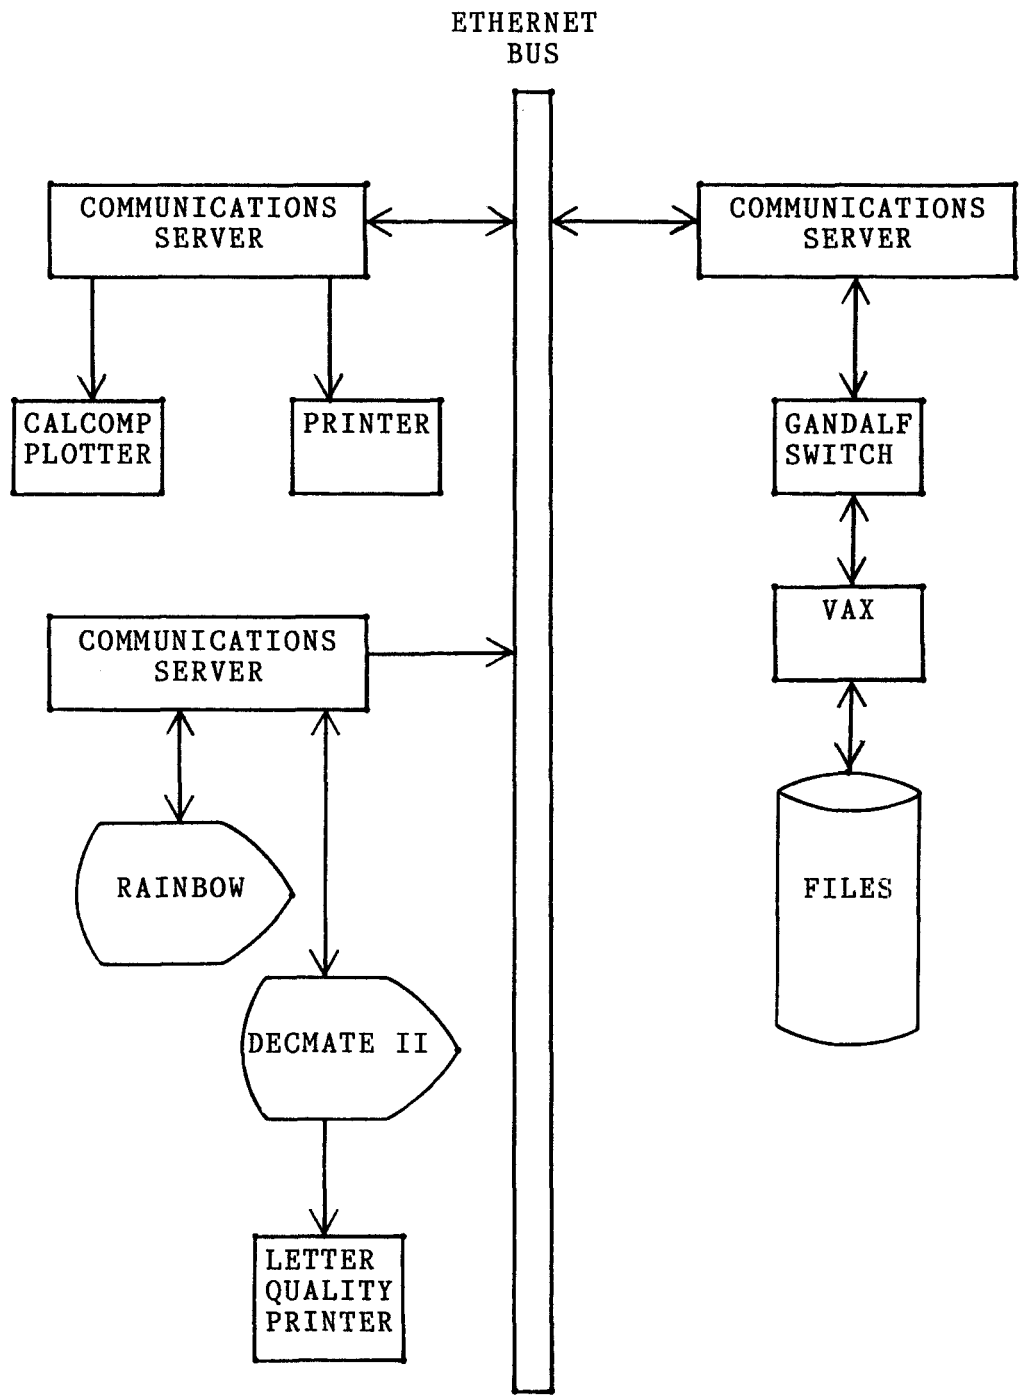 ETHERNET
BUS
COMMUNICATIONS
SERVER
COMMUNICATIONS
SERVER
CALCOMP
PLOTTER
PRINTER
GANDALF
SWITCH
COMMUNICATIONS
SERVER
VAX
RAINBOW
FILES
DECMATE II
LETTER
QUALITY
PRINTER